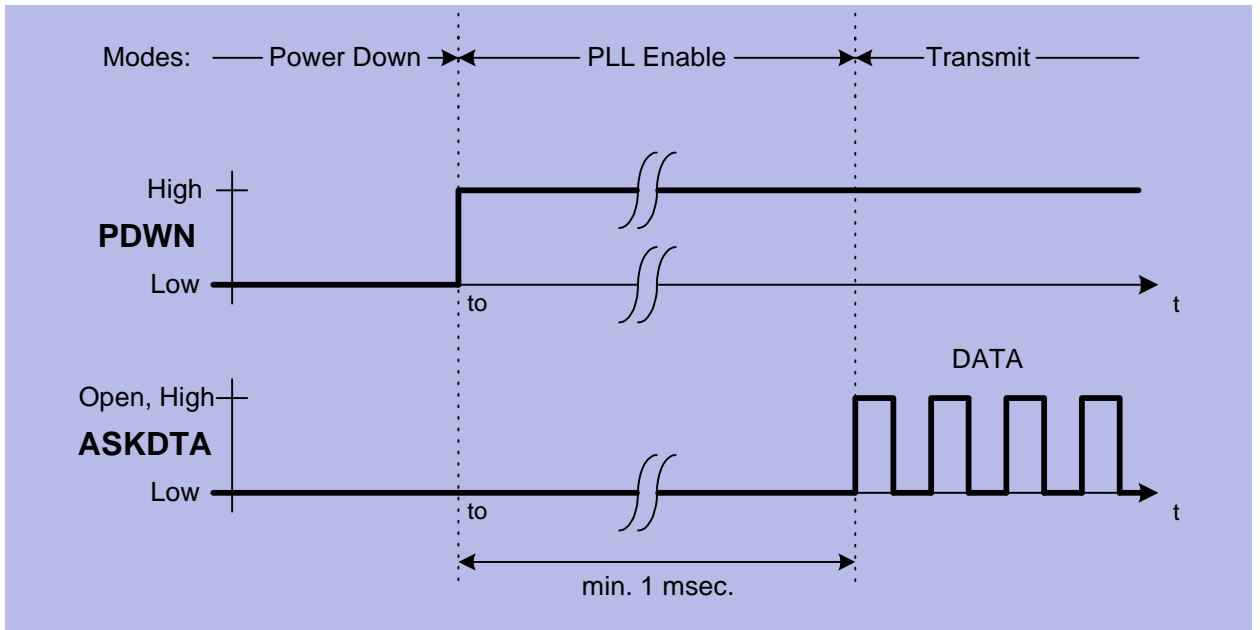 Modes: Power Down PLL Enable Transmit
High
PDWN
Low
to
t
DATA
Open, High
ASKDTA
Low
to
t
min. 1 msec.